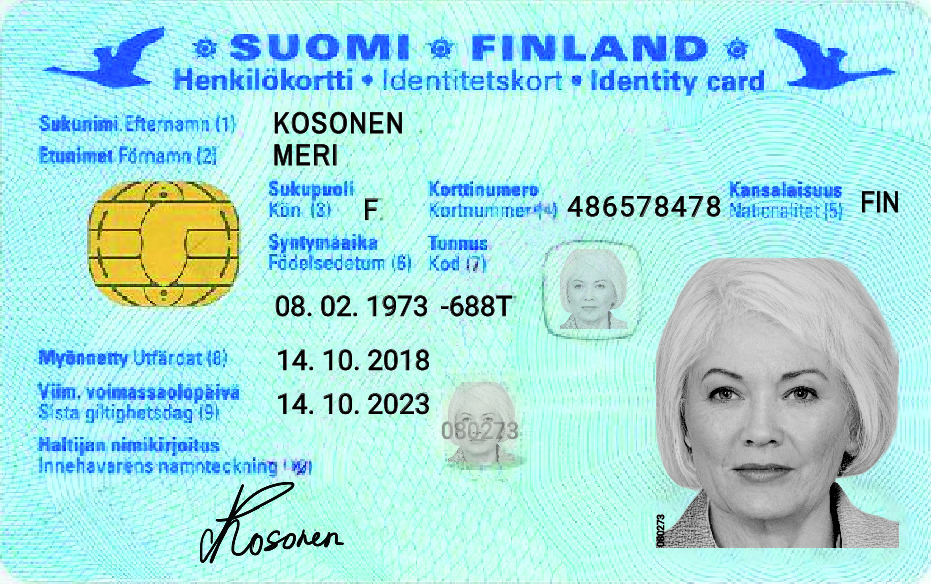 SUOMI FINLAND
Henkilökortti • Identitetskort • Identity card
Sukunimi Efternamn (1) KOSONEN
Etunimet Förnamn (2) MERI
Sukupuoli Korttinumero Kansalaisuus
Kön (3) F Kortnummer (4) 486578478 Nationalitet (5) FIN
Syntymäaika Tunnus
Födelsedatum (6) Kod (7)
08. 02. 1973 -688T
Myönnetty Utfärdat (8) 14. 10. 2018
Viim. voimassaolopäivä
Sista giltighetsdag (9) 14. 10. 2023
080273
Haltijan nimikirjoitus
Innehavarens namnteckning (10)
Kosonen
080273